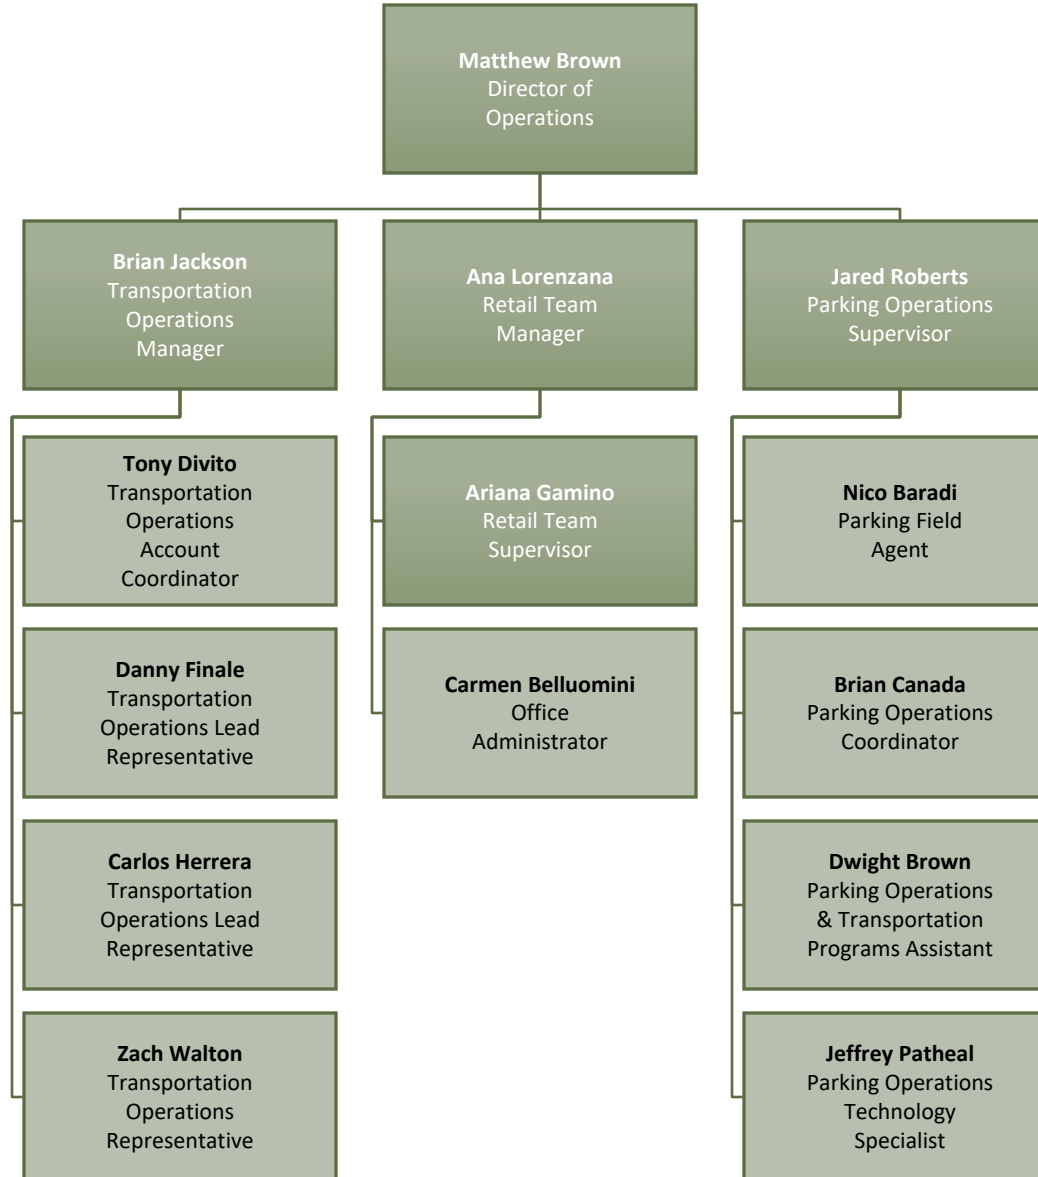 Matthew Brown
Director of
Operations
Brian Jackson
Transportation
Operations
Manager
Ana Lorenzana
Retail Team
Manager
Jared Roberts
Parking Operations
Supervisor
Tony Divito
Transportation
Operations
Account
Coordinator
Ariana Gamino
Retail Team
Supervisor
Nico Baradi
Parking Field
Agent
Danny Finale
Transportation
Operations Lead
Representative
Carmen Belluomini
Office
Administrator
Brian Canada
Parking Operations
Coordinator
Carlos Herrera
Transportation
Operations Lead
Representative
Dwight Brown
Parking Operations
& Transportation
Programs Assistant
Zach Walton
Transportation
Operations
Representative
Jeffrey Patheal
Parking Operations
Technology
Specialist